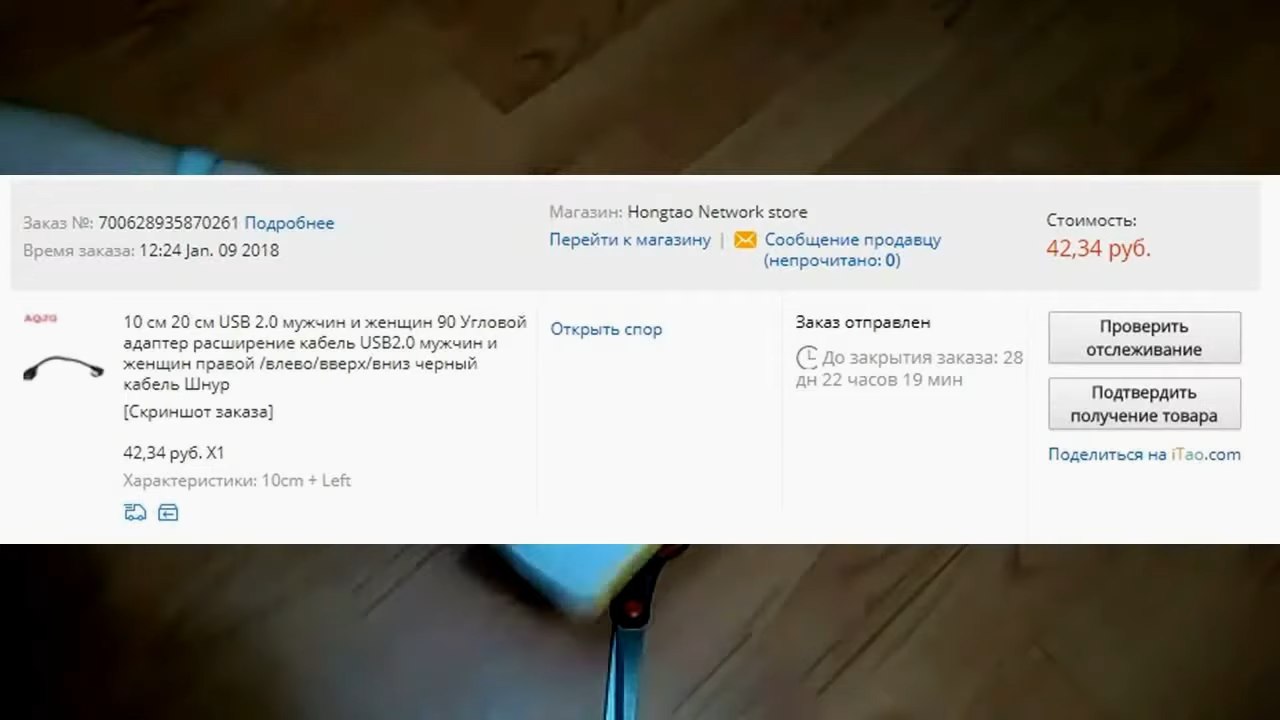 Заказ №: 700628935870261 Подробнее
Время заказа: 12:24 Jan. 09 2018
Магазин: Hongtao Network store
Перейти к магазину | Сообщение продавцу
(непрочитано: 0)
Стоимость:
42,34 руб.
10 см 20 см USB 2.0 мужчин и женщин 90 Угловой
адаптер расширение кабель USB2.0 мужчин и
женщин правой /влево/вверх/вниз черный
кабель Шнур
[Скриншот заказа]
42,34 руб. X1
Характеристики: 10cm + Left
Открыть спор
Заказ отправлен
До закрытия заказа: 28
дн 22 часов 19 мин
Проверить
отслеживание
Подтвердить
получение товара
Поделиться на iTao.com